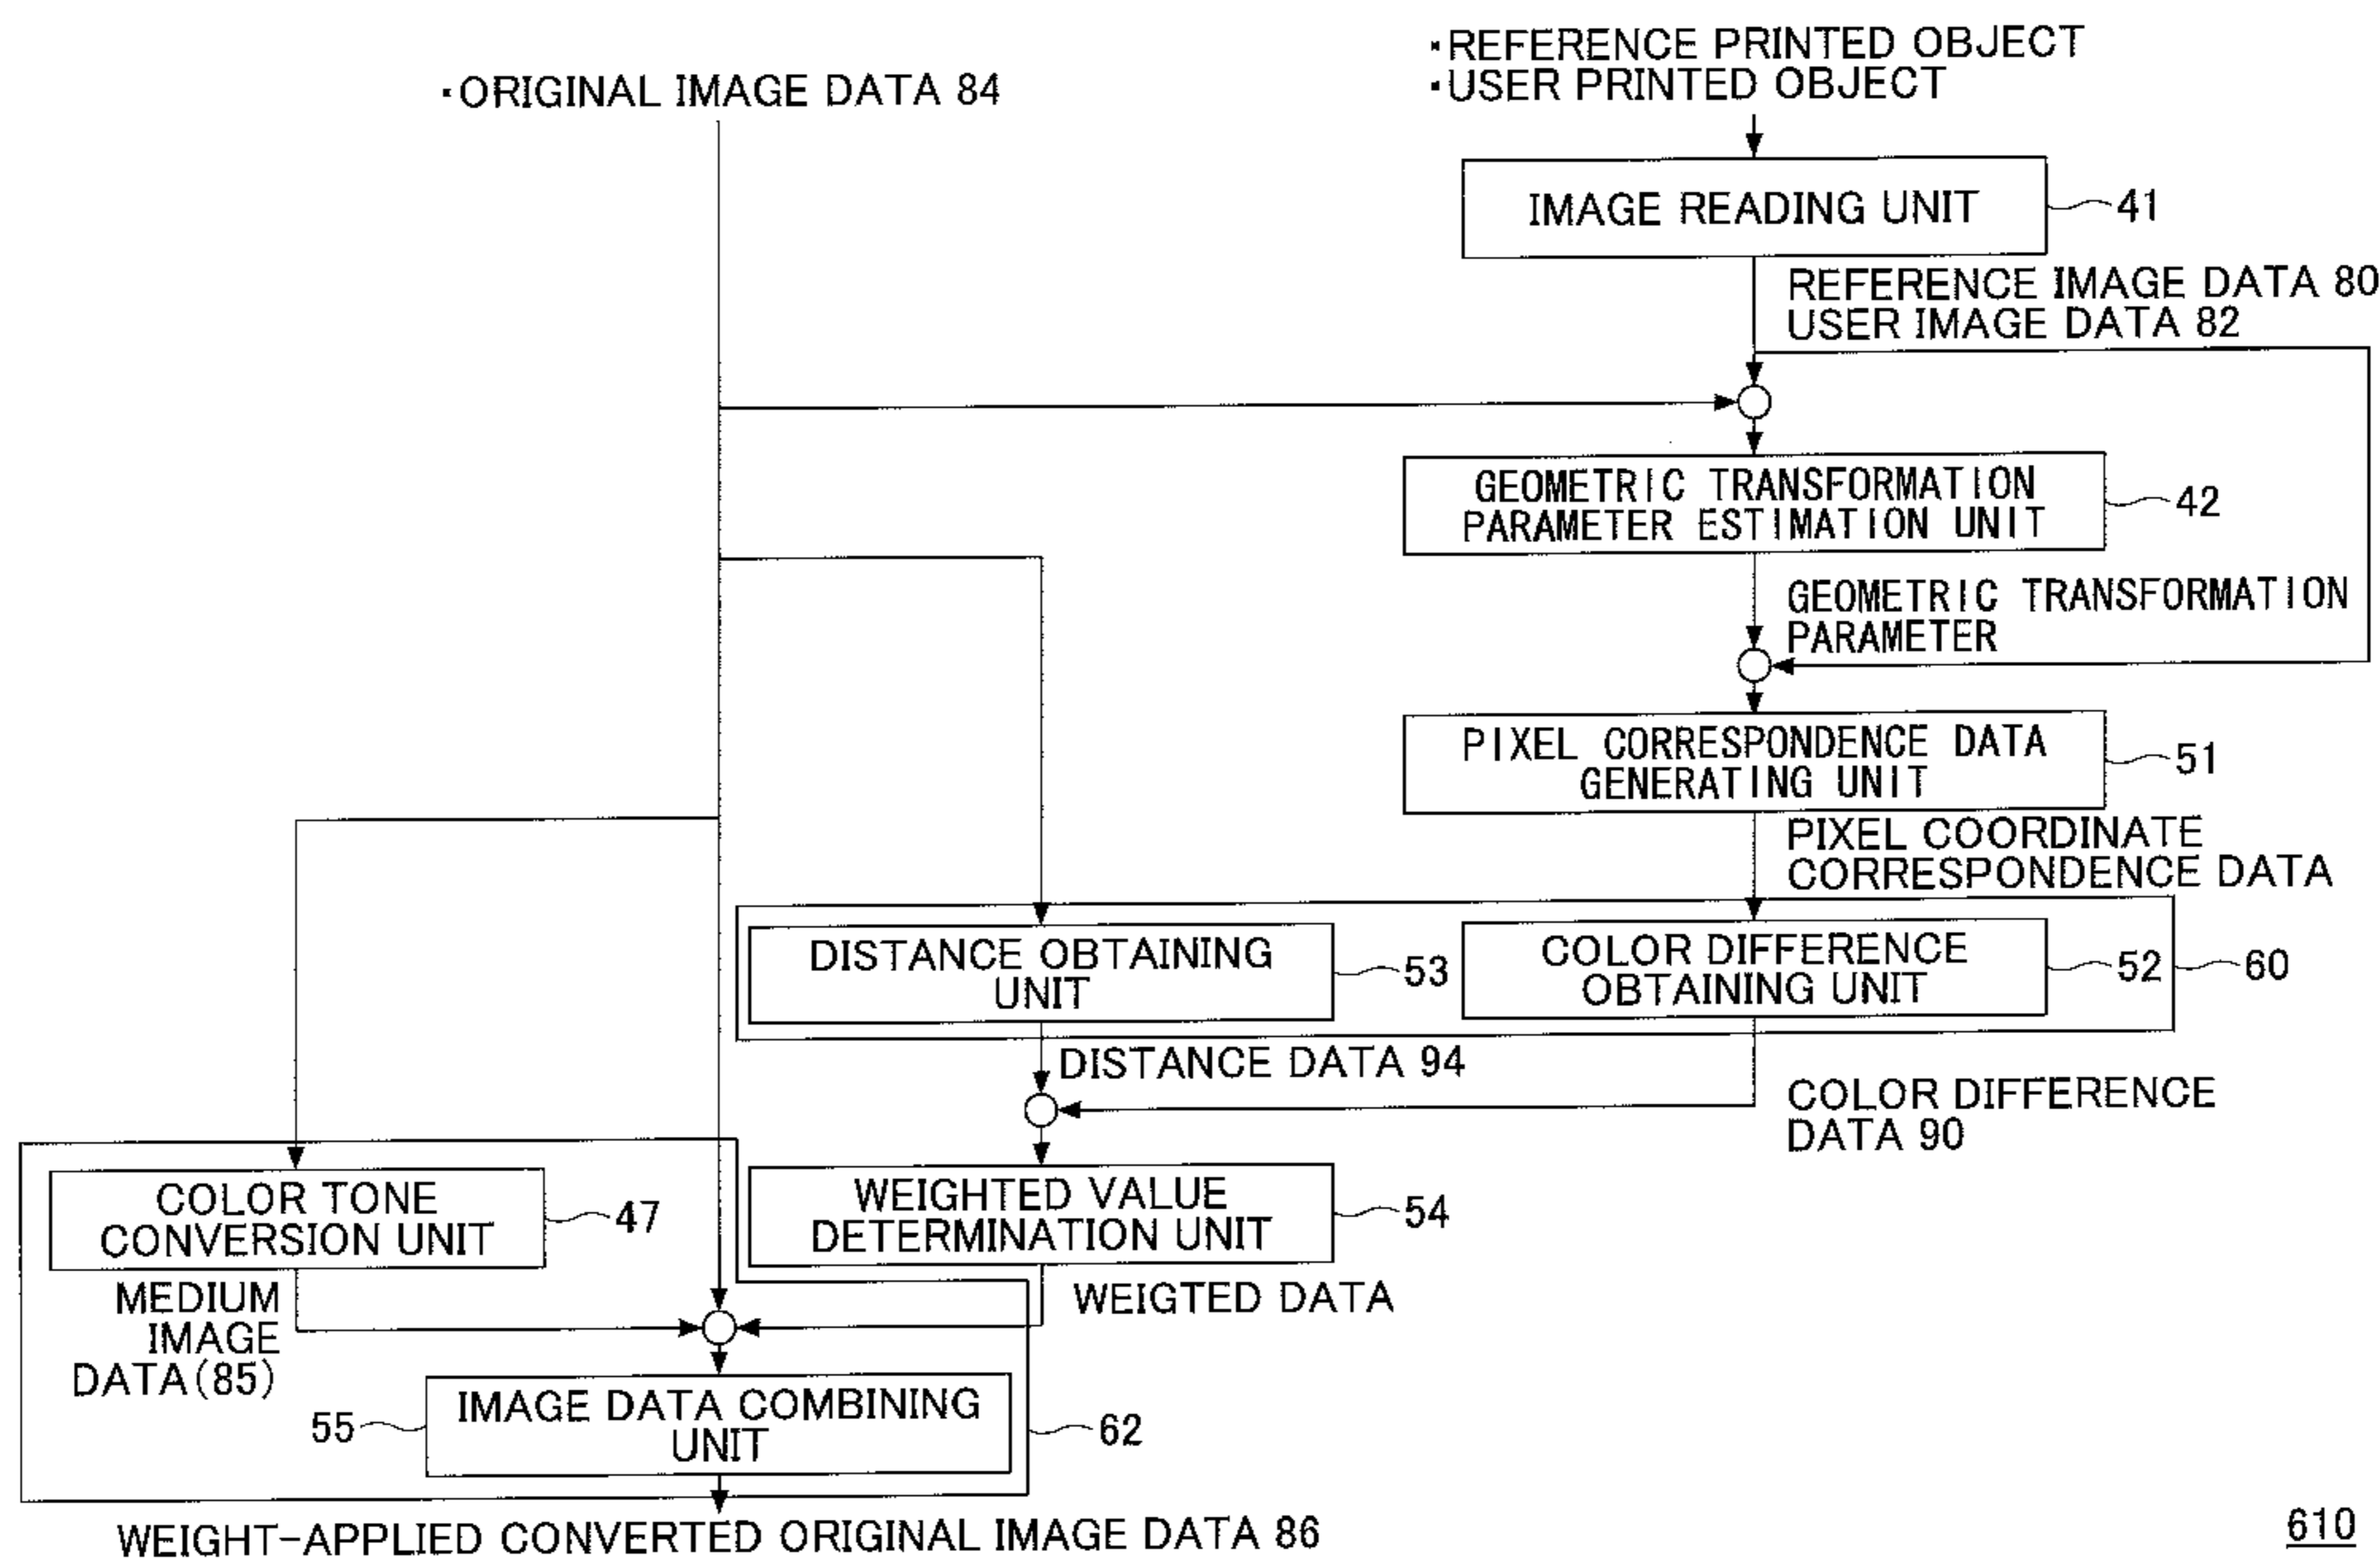 ·REFERENCE PRINTED OBJECT
·USER PRINTED OBJECT
·ORIGINAL IMAGE DATA 84
IMAGE READING UNIT
41
REFERENCE IMAGE DATA 80
USER IMAGE DATA 82
GEOMETRIC TRANSFORMATION
PARAMETER ESTIMATION UNIT
42
GEOMETRIC TRANSFORMATION
PARAMETER
PIXEL CORRESPONDENCE DATA
GENERATING UNIT
51
PIXEL COORDINATE
CORRESPONDENCE DATA
DISTANCE OBTAINING
UNIT
53
COLOR DIFFERENCE
OBTAINING UNIT
52
60
DISTANCE DATA 94
COLOR DIFFERENCE
DATA 90
COLOR TONE
CONVERSION UNIT
47
WEIGHTED VALUE
DETERMINATION UNIT
54
MEDIUM
IMAGE
DATA(85)
WEIGTED DATA
IMAGE DATA COMBINING
UNIT
55
62
WEIGHT-APPLIED CONVERTED ORIGINAL IMAGE DATA 86
610